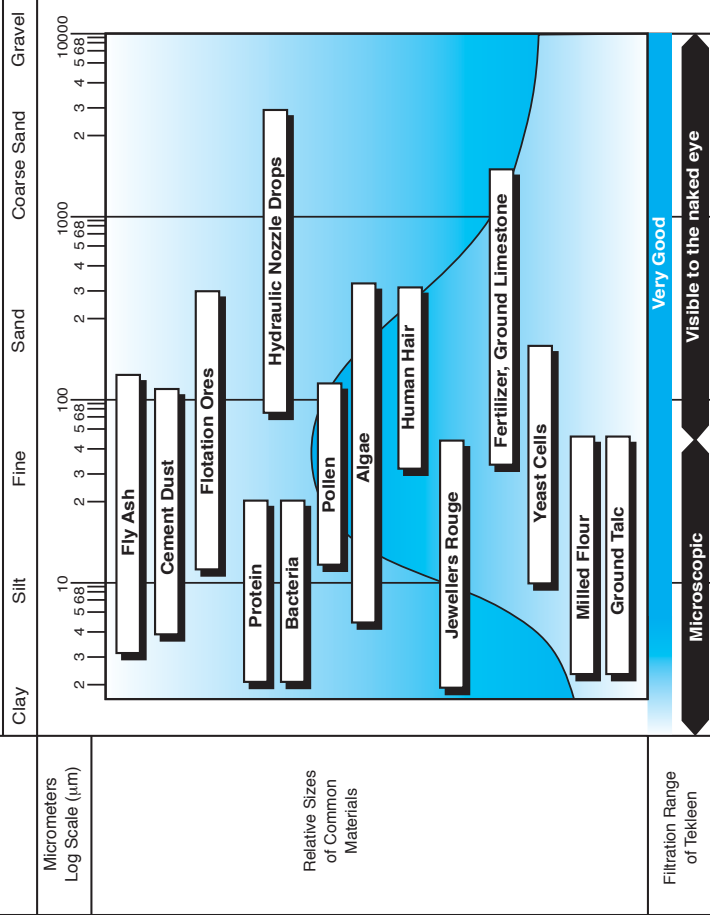 Clay Silt Fine Sand Coarse Sand Gravel
Micrometers
Log Scale (µm)
2 3 4 5 6 8 10 2 3 4 5 6 8 100 2 3 4 5 6 8 1000 2 3 4 5 6 8 10000
Relative Sizes
of Common
Materials
Fly Ash
Cement Dust
Flotation Ores
Protein
Hydraulic Nozzle Drops
Bacteria
Pollen
Algae
Human Hair
Jewellers Rouge
Fertilizer, Ground Limestone
Yeast Cells
Milled Flour
Ground Talc
Filtration Range
of Tekleen
Very Good
Microscopic
Visible to the naked eye